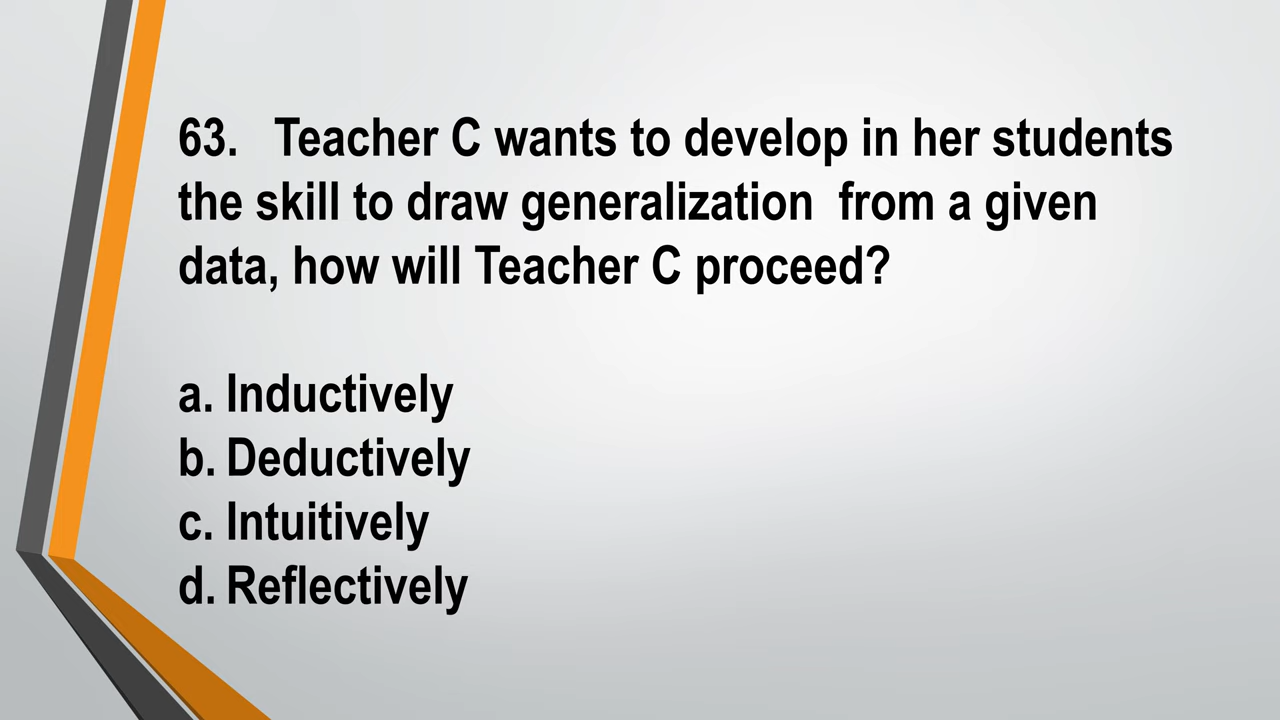 63. Teacher C wants to develop in her students
the skill to draw generalization from a given
data, how will Teacher C proceed?
a. Inductively
b. Deductively
c. Intuitively
d. Reflectively